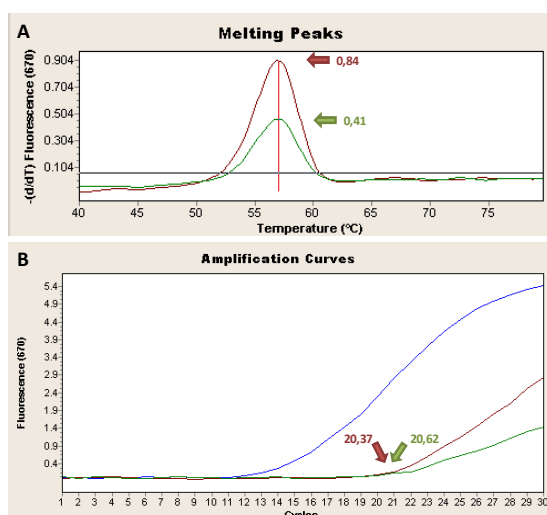 A
Melting Peaks
-(d/dT) Fluorescence (670)
0.904
0.704
0.504
0.304
0.104
0,84
0,41
40 45 50 55 60 65 70 75
Temperature (°C)
B
Amplification Curves
Fluorescence (670)
5.4
4.9
4.4
3.9
3.4
2.9
2.4
1.9
1.4
0.9
0.4
20,37 20,62
1 2 3 4 5 6 7 8 9 10 11 12 13 14 15 16 17 18 19 20 21 22 23 24 25 26 27 28 29 30
Cycles